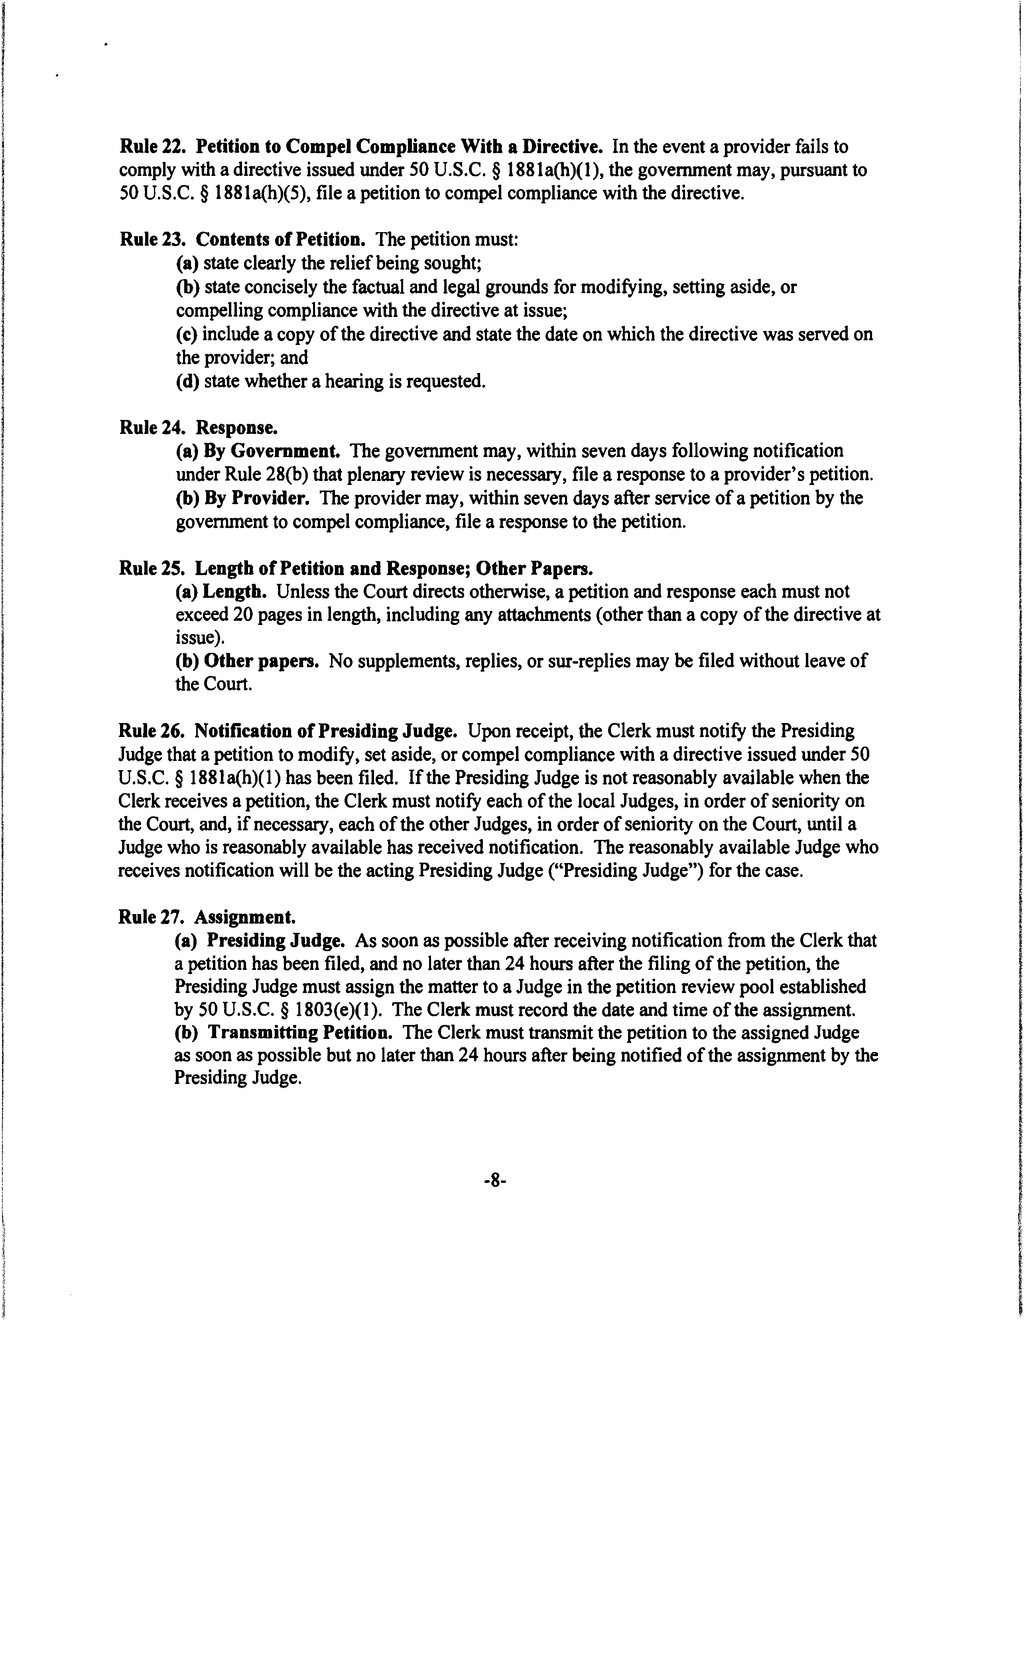 Rule 22. Petition to Compel Compliance With a Directive. In the event a provider fails to
comply with a directive issued under 50 U.S.C. § 1881a(h)(1), the government may, pursuant to
50 U.S.C. § 1881a(h)(5), file a petition to compel compliance with the directive.
Rule 23. Contents of Petition. The petition must:
(a) state clearly the relief being sought;
(b) state concisely the factual and legal grounds for modifying, setting aside, or
compelling compliance with the directive at issue;
(c) include a copy of the directive and state the date on which the directive was served on
the provider; and
(d) state whether a hearing is requested.
Rule 24. Response.
(a) By Government. The government may, within seven days following notification
under Rule 28(b) that plenary review is necessary, file a response to a provider's petition.
(b) By Provider. The provider may, within seven days after service of a petition by the
government to compel compliance, file a response to the petition.
Rule 25. Length of Petition and Response; Other Papers.
(a) Length. Unless the Court directs otherwise, a petition and response each must not
exceed 20 pages in length, including any attachments (other than a copy of the directive at
issue).
(b) Other papers. No supplements, replies, or sur-replies may be filed without leave of
the Court.
Rule 26. Notification of Presiding Judge. Upon receipt, the Clerk must notify the Presiding
Judge that a petition to modify, set aside, or compel compliance with a directive issued under 50
U.S.C. § 1881a(h)(1) has been filed. If the Presiding Judge is not reasonably available when the
Clerk receives a petition, the Clerk must notify each of the local Judges, in order of seniority on
the Court, and, if necessary, each of the other Judges, in order of seniority on the Court, until a
Judge who is reasonably available has received notification. The reasonably available Judge who
receives notification will be the acting Presiding Judge ("Presiding Judge") for the case.
Rule 27. Assignment.
(a) Presiding Judge. As soon as possible after receiving notification from the Clerk that
a petition has been filed, and no later than 24 hours after the filing of the petition, the
Presiding Judge must assign the matter to a Judge in the petition review pool established
by 50 U.S.C. § 1803(e)(1). The Clerk must record the date and time of the assignment.
(b) Transmitting Petition. The Clerk must transmit the petition to the assigned Judge
as soon as possible but no later than 24 hours after being notified of the assignment by the
Presiding Judge.
-8-